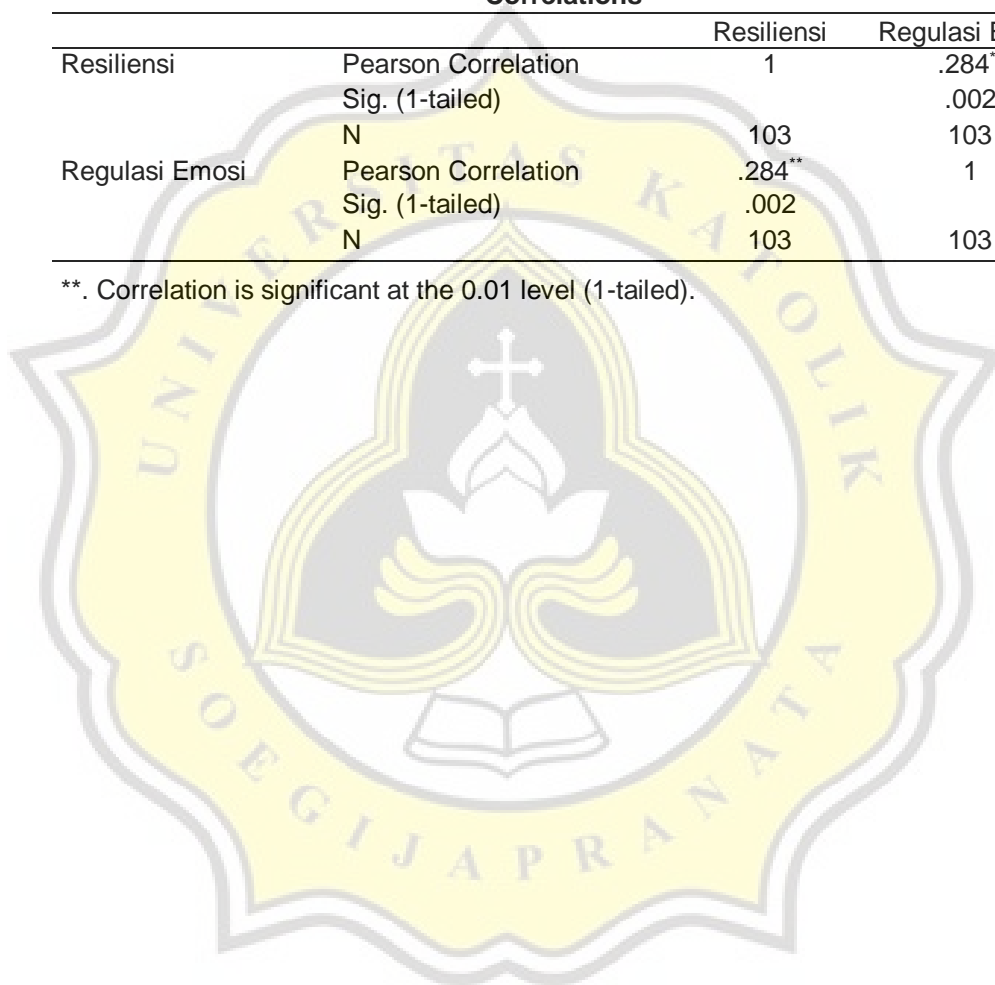 Correlations
Resiliensi Regulasi E
Resiliensi Pearson Correlation 1 .284*
Sig. (1-tailed) .002
N 103 103
Regulasi Emosi Pearson Correlation .284** 1
Sig. (1-tailed) .002
N 103 103
**. Correlation is significant at the 0.01 level (1-tailed).
UNIVERSITAS KATOLIK
SOEGIJAPRANATA